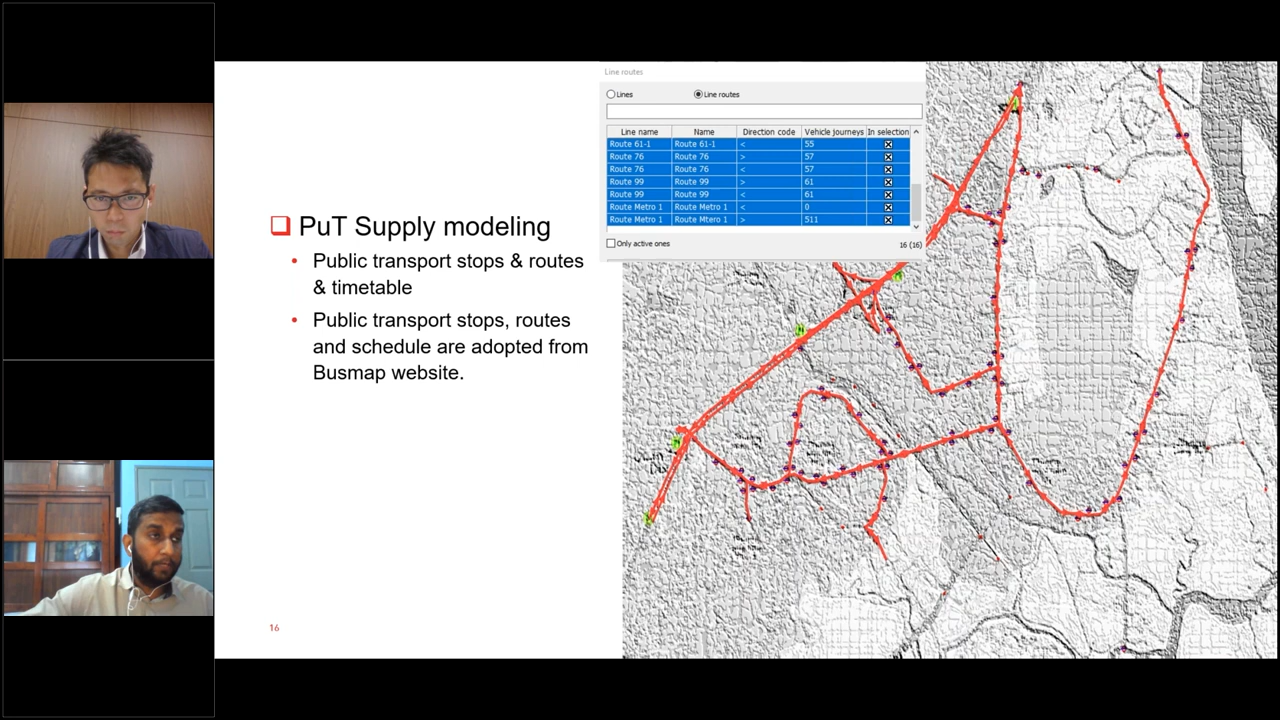 Line routes
Lines
Line routes
Line name Name Direction code Vehicle journeys In selection
Route 61-1 Route 61-1 < 55
Route 76 Route 76 > 57
Route 76 Route 76 < 57
Route 99 Route 99 > 61
Route 99 Route 99 < 61
Route Metro 1 Route Metro 1 < 0
Route Metro 1 Route Mtero 1 > 511
Only active ones
16 (16)
PuT Supply modeling
Public transport stops & routes
& timetable
Public transport stops, routes
and schedule are adopted from
Busmap website.
16